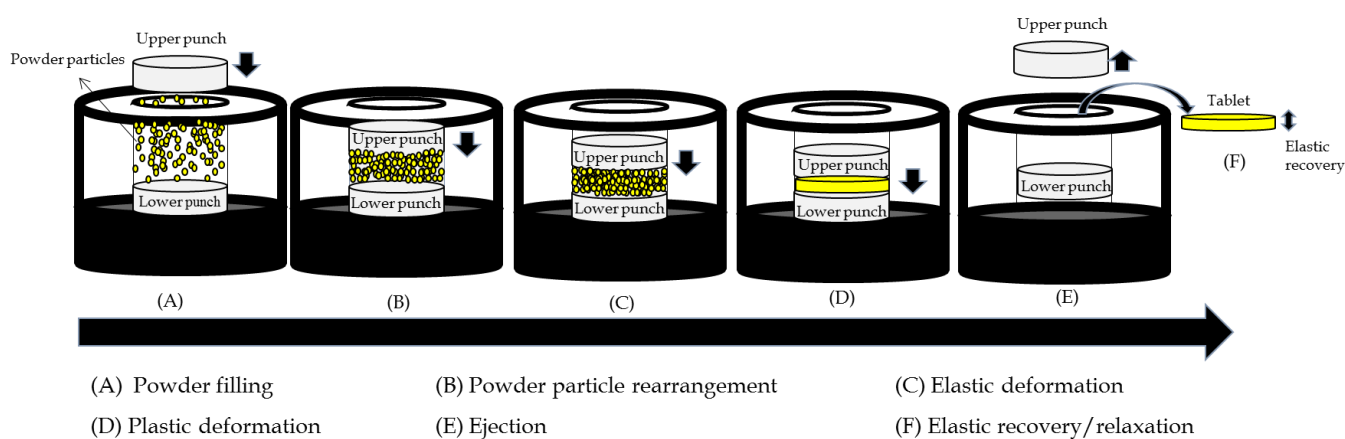 Upper punch
Powder particles
Lower punch
(A)
Upper punch
Lower punch
(B)
Upper punch
Lower punch
(C)
Upper punch
Lower punch
(D)
Upper punch
Lower punch
(E)
Tablet
Elastic
recovery
(F)
(A) Powder filling
(B) Powder particle rearrangement
(C) Elastic deformation
(D) Plastic deformation
(E) Ejection
(F) Elastic recovery/relaxation